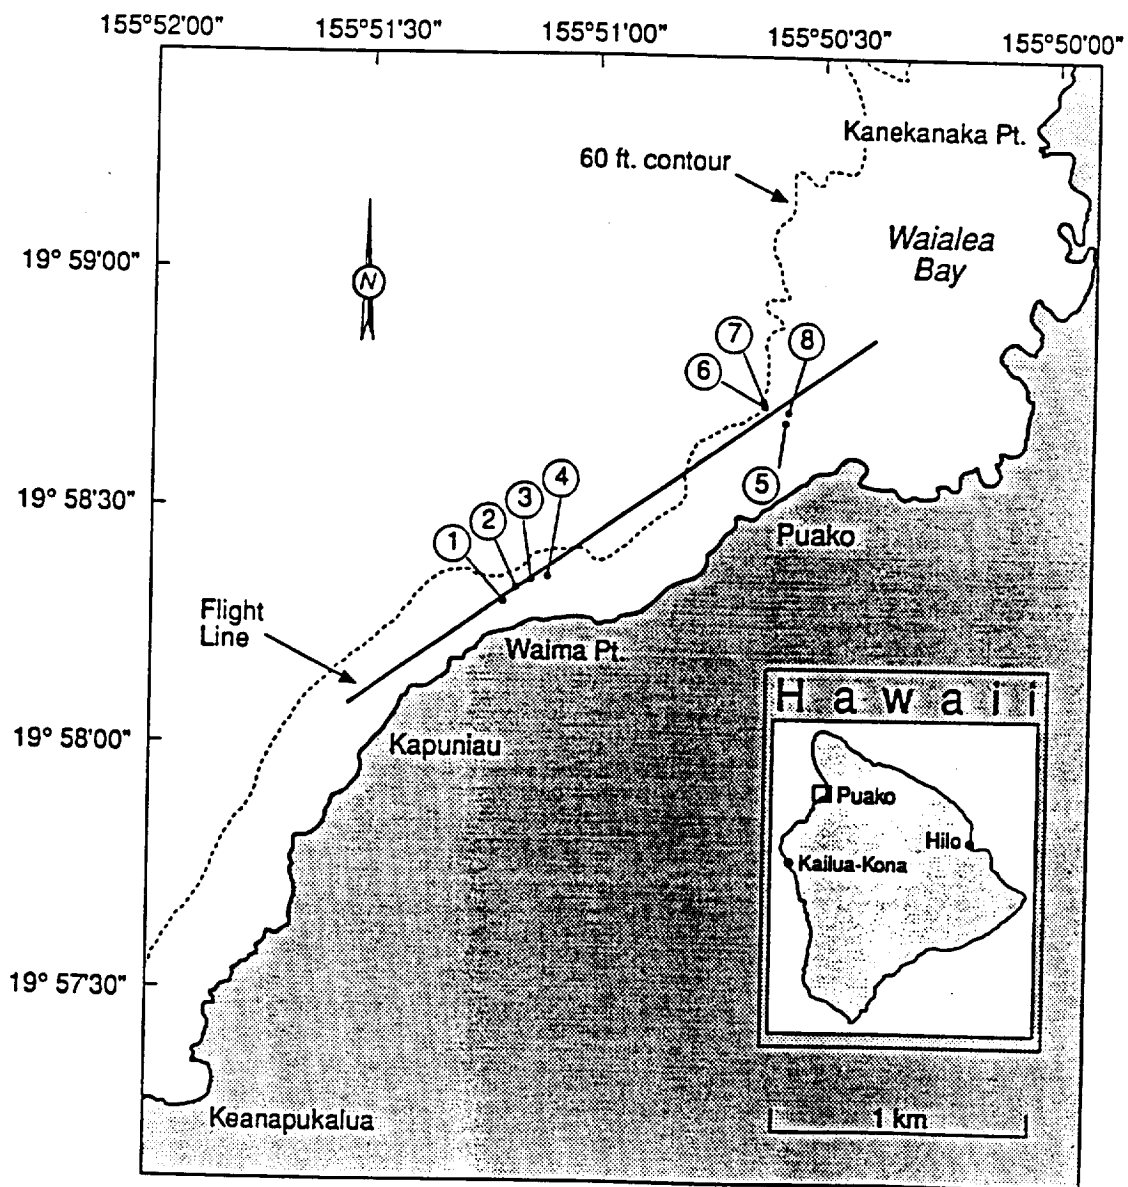 155°52'00" 155°51'30" 155°51'00" 155°50'30" 155°50'00"
Kanekanaka Pt.
60 ft. contour
Waialea
Bay
19° 59'00"
N
7
8
6
4
3
19° 58'30"
5
2
1
Puako
Flight
Line
Waima Pt.
Hawaii
19° 58'00"
Kapuniau
Puako
Hilo
Kailua-Kona
19° 57'30"
1 km
Keanapukalua